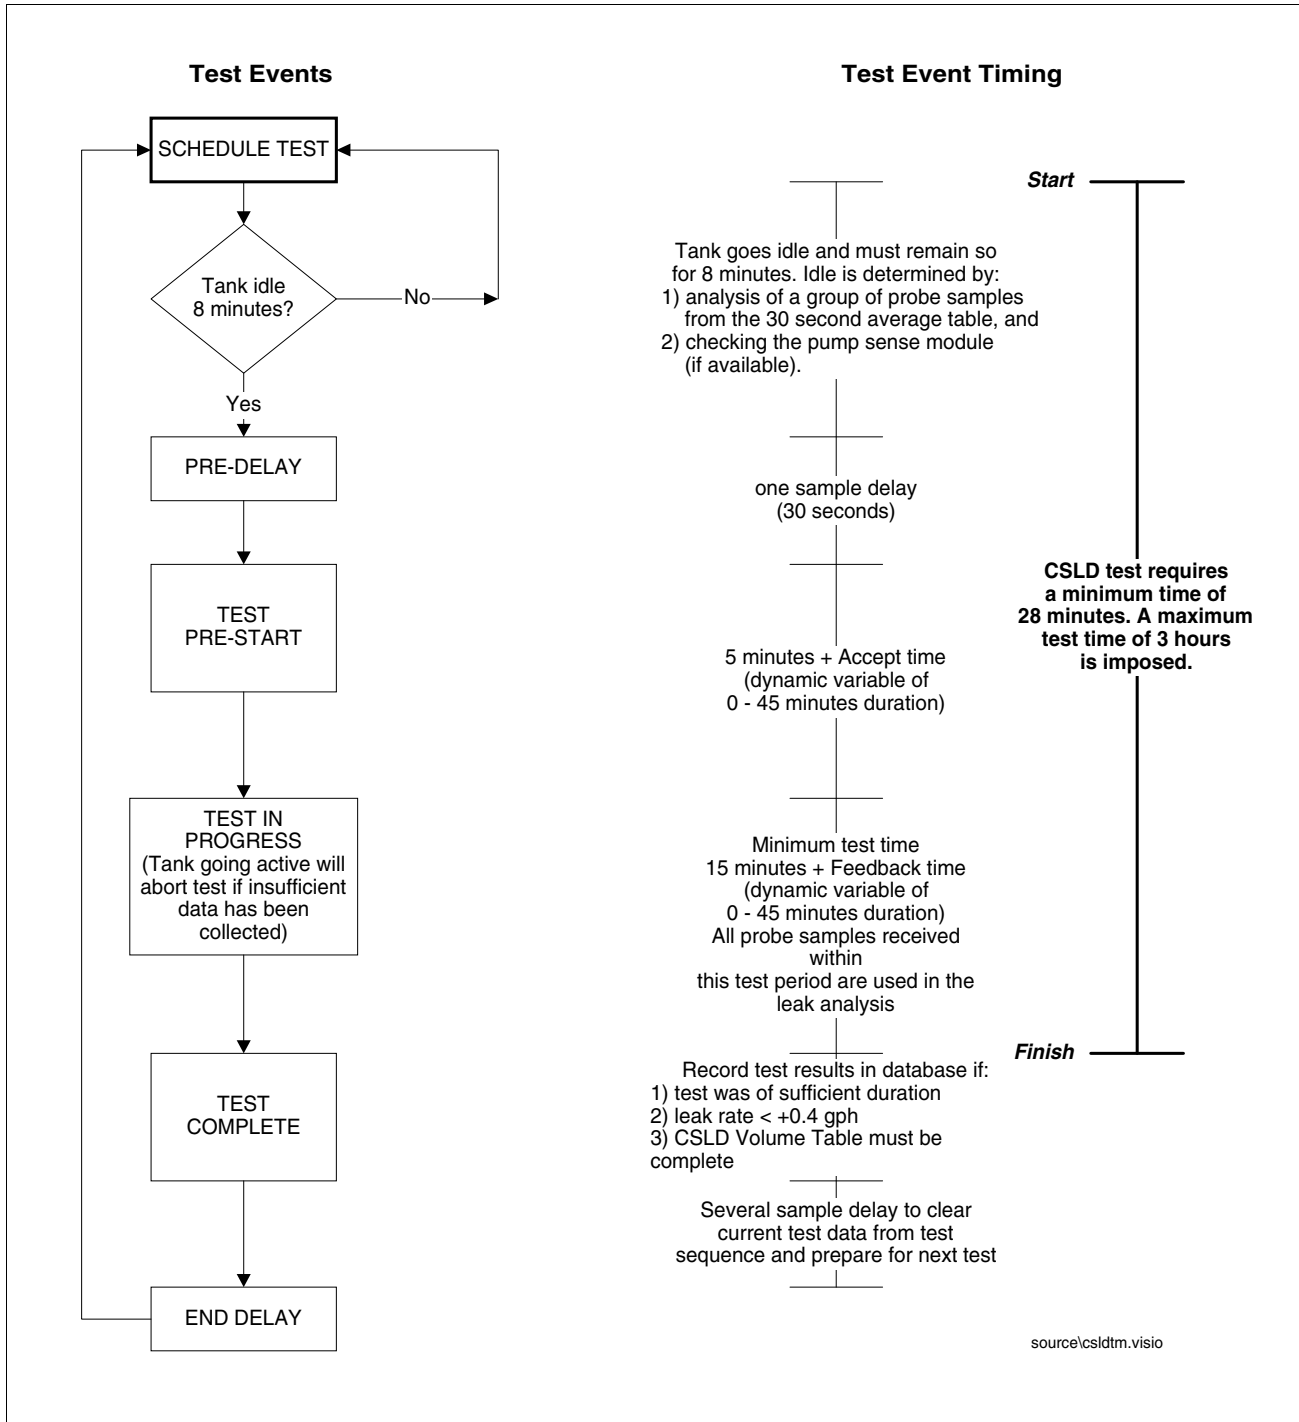 Test Events
SCHEDULE TEST
Tank idle
8 minutes?
No
Yes
PRE-DELAY
TEST
PRE-START
TEST IN
PROGRESS
(Tank going active will
abort test if insufficient
data has been
collected)
TEST
COMPLETE
END DELAY
Test Event Timing
Start
Tank goes idle and must remain so
for 8 minutes. Idle is determined by:
1) analysis of a group of probe samples
from the 30 second average table, and
2) checking the pump sense module
(if available).
one sample delay
(30 seconds)
5 minutes + Accept time
(dynamic variable of
0 - 45 minutes duration)
Minimum test time
15 minutes + Feedback time
(dynamic variable of
0 - 45 minutes duration)
All probe samples received
within
this test period are used in the
leak analysis
CSLD test requires
a minimum time of
28 minutes. A maximum
test time of 3 hours
is imposed.
Finish
Record test results in database if:
1) test was of sufficient duration
2) leak rate < +0.4 gph
3) CSLD Volume Table must be
complete
Several sample delay to clear
current test data from test
sequence and prepare for next test
source\csldtm.visio